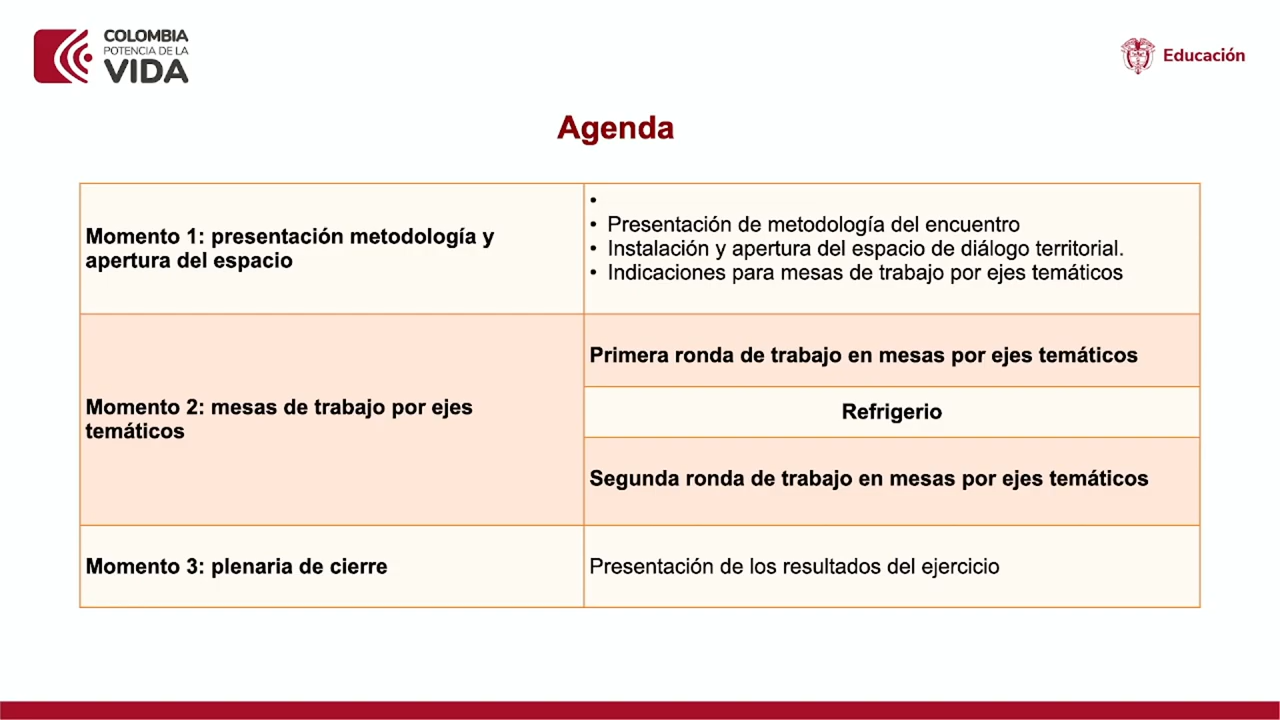 COLOMBIA
POTENCIA DE LA
VIDA
Educación
Agenda
Momento 1: presentación metodología y
apertura del espacio
•
• Presentación de metodología del encuentro
• Instalación y apertura del espacio de diálogo territorial.
• Indicaciones para mesas de trabajo por ejes temáticos
Momento 2: mesas de trabajo por ejes
temáticos
Primera ronda de trabajo en mesas por ejes temáticos
Refrigerio
Segunda ronda de trabajo en mesas por ejes temáticos
Momento 3: plenaria de cierre
Presentación de los resultados del ejercicio